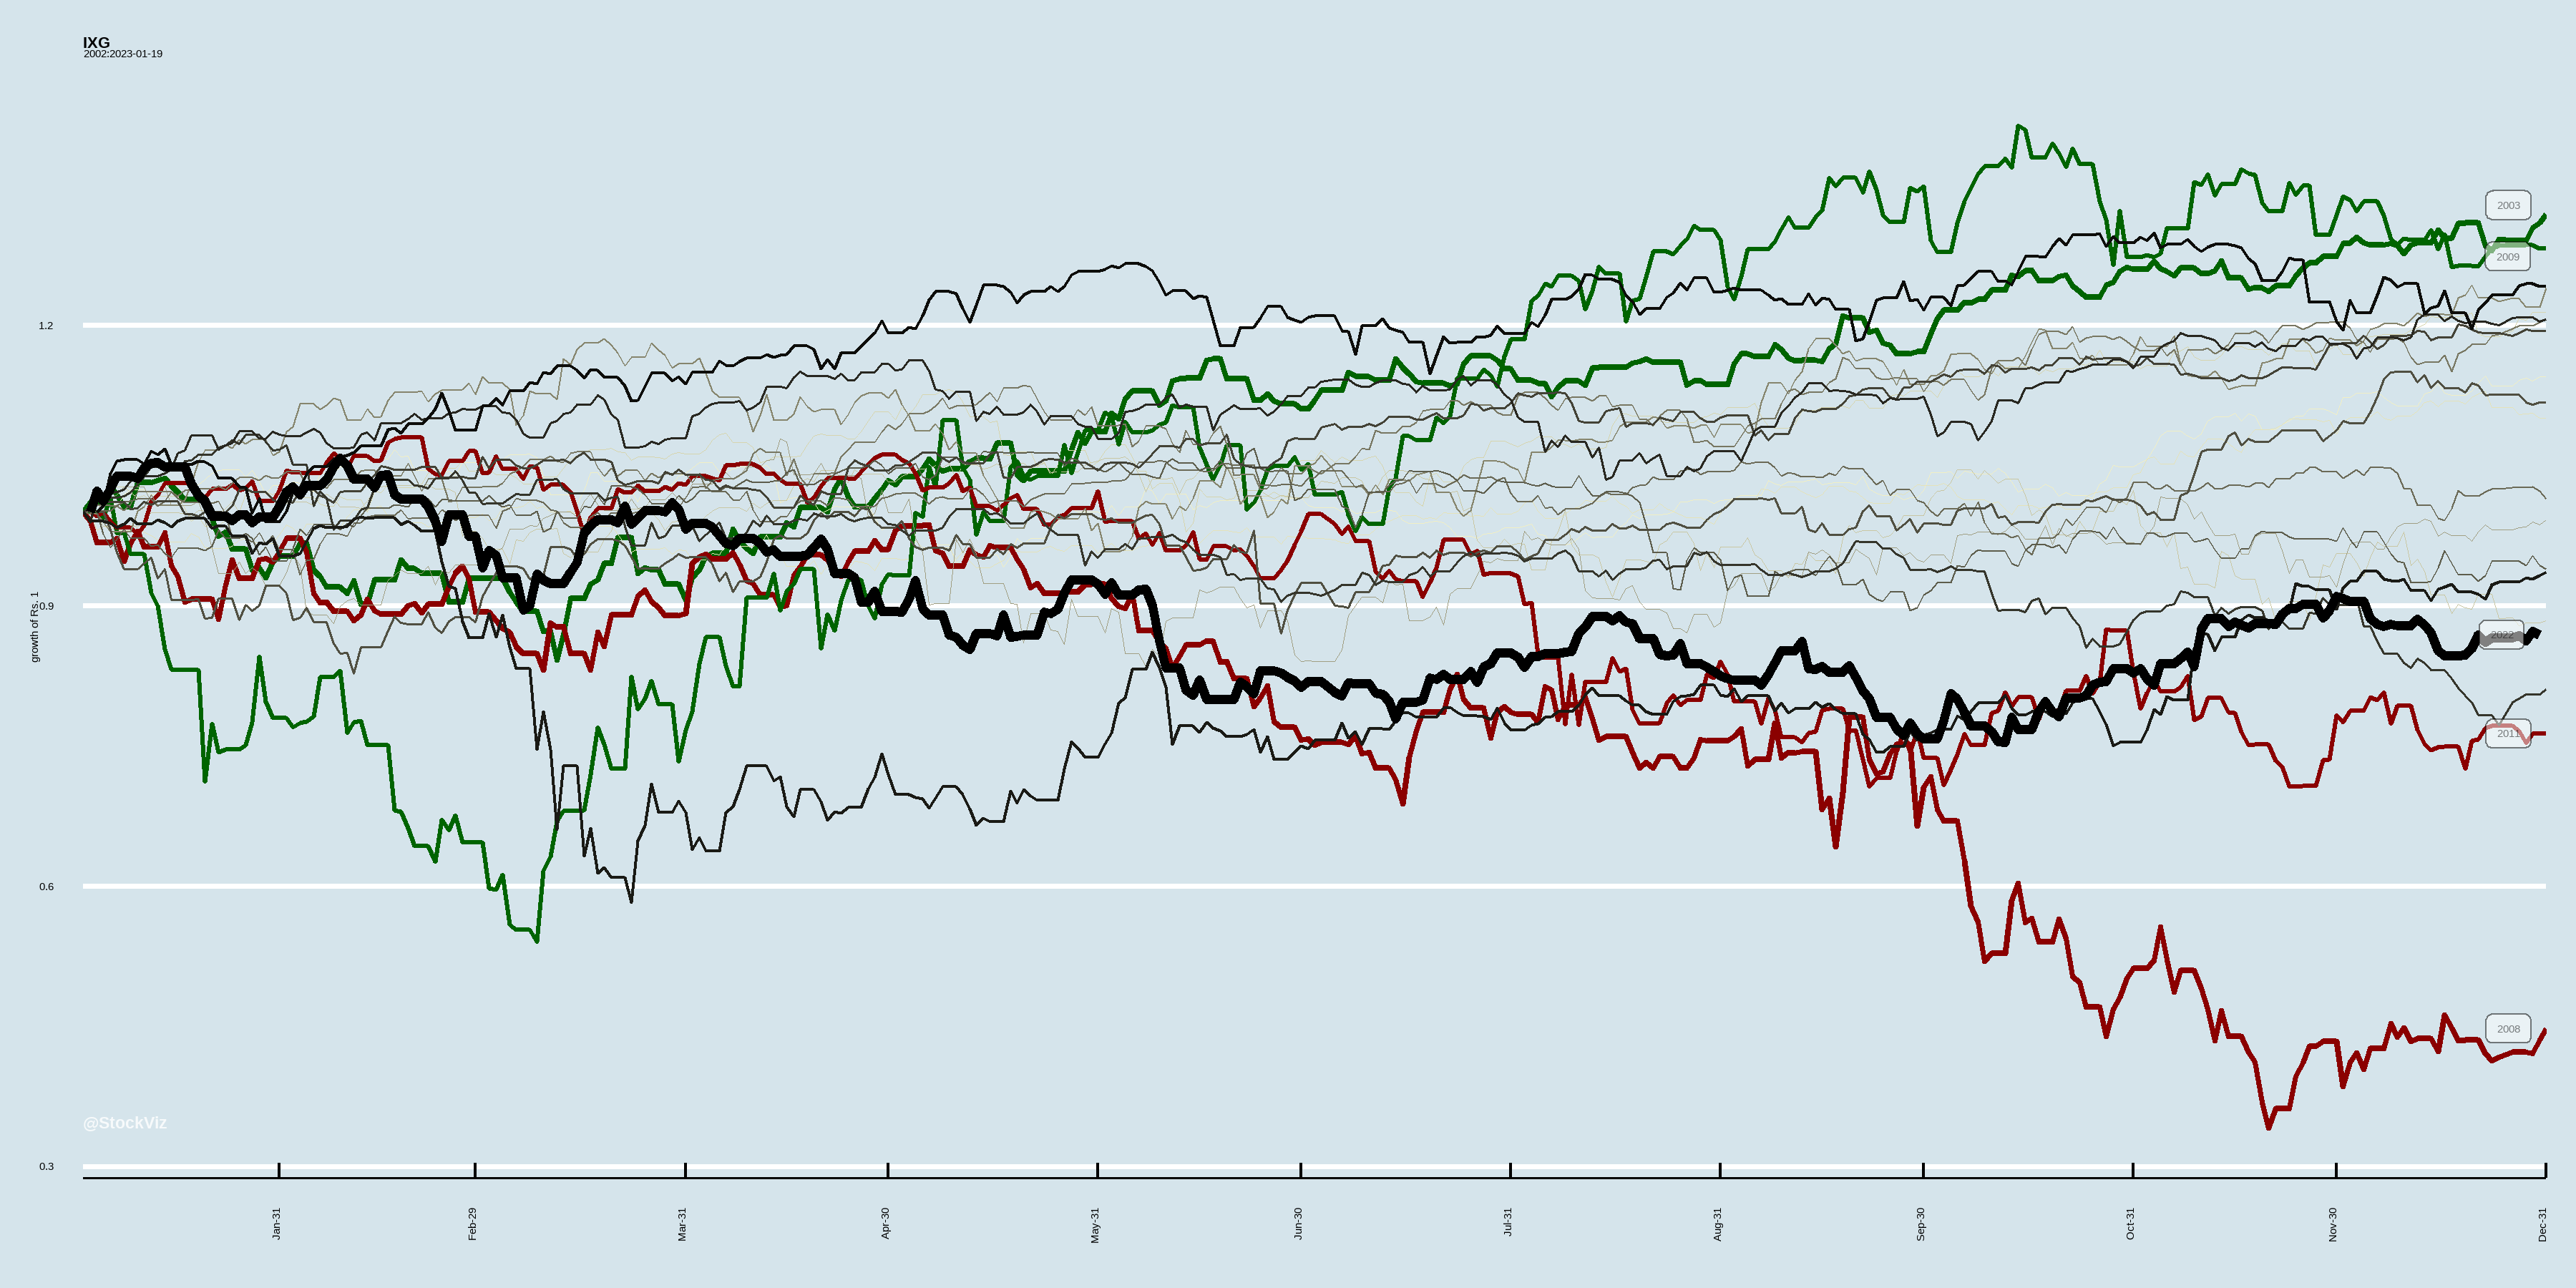 IXG
2002:2023-01-19
2003
2009
1.2
0.9
growth of Rs. 1
2022
2011
0.6
2008
@StockViz
0.3
Jan-31
Feb-29
Mar-31
Apr-30
May-31
Jun-30
Jul-31
Aug-31
Sep-30
Oct-31
Nov-30
Dec-31